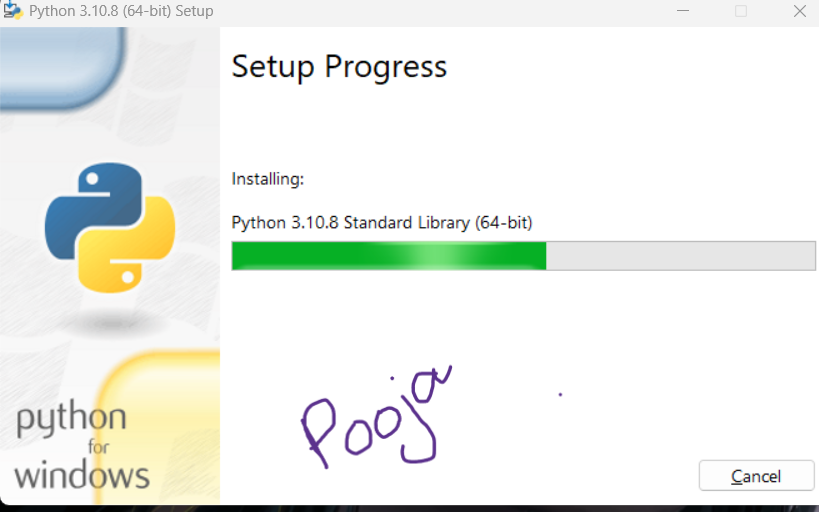 Python 3.10.8 (64-bit) Setup
Setup Progress
Installing:
Python 3.10.8 Standard Library (64-bit)
Pooja
python
for
windows
Cancel